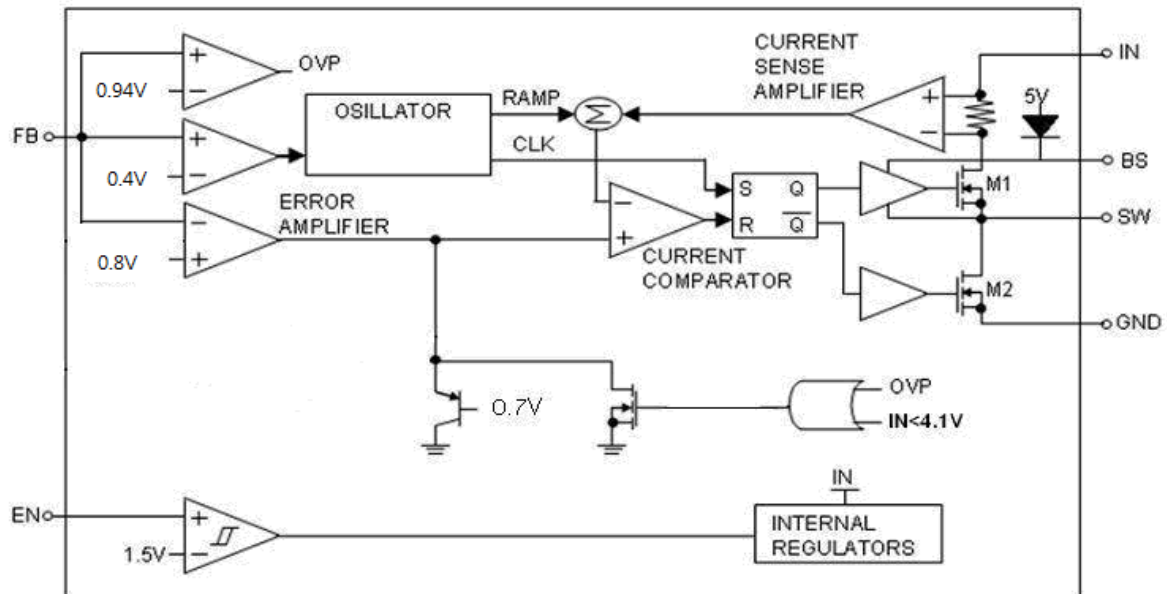 OVP
0.94V
FB
0.4V
ERROR
AMPLIFIER
0.8V
OSILLATOR
RAMP
CLK
Σ
CURRENT
SENSE
AMPLIFIER
IN
5V
BS
S Q
R Q
M1
SW
CURRENT
COMPARATOR
M2
GND
0.7V
OVP
IN<4.1V
EN
1.5V
IN
INTERNAL
REGULATORS